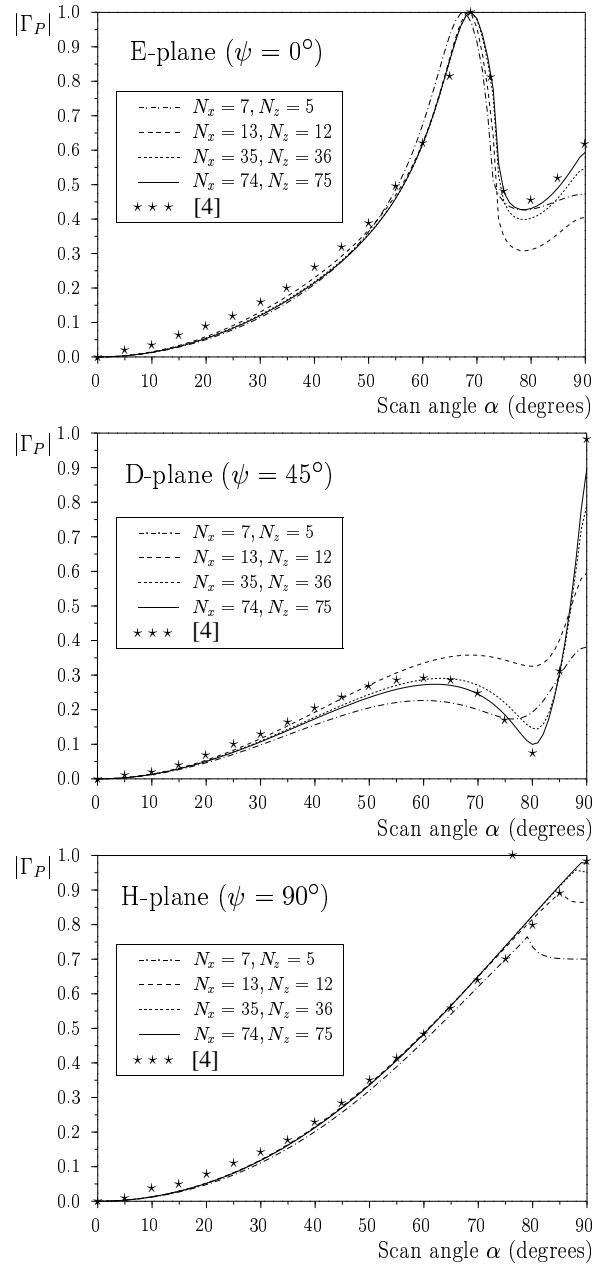 |Γ_P|
1.0
E-plane (ψ = 0°)
0.9
0.8
N_x = 7, N_z = 5
0.7
N_x = 13, N_z = 12
0.6
N_x = 35, N_z = 36
0.5
N_x = 74, N_z = 75
⋆ ⋆ ⋆ [4]
0.4
0.3
0.2
0.1
0.0
0 10 20 30 40 50 60 70 80 90
Scan angle α (degrees)
|Γ_P|
1.0
D-plane (ψ = 45°)
0.9
0.8
N_x = 7, N_z = 5
0.7
N_x = 13, N_z = 12
0.6
N_x = 35, N_z = 36
0.5
N_x = 74, N_z = 75
⋆ ⋆ ⋆ [4]
0.4
0.3
0.2
0.1
0.0
0 10 20 30 40 50 60 70 80 90
Scan angle α (degrees)
|Γ_P|
1.0
H-plane (ψ = 90°)
0.9
0.8
N_x = 7, N_z = 5
0.7
N_x = 13, N_z = 12
0.6
N_x = 35, N_z = 36
0.5
N_x = 74, N_z = 75
⋆ ⋆ ⋆ [4]
0.4
0.3
0.2
0.1
0.0
0 10 20 30 40 50 60 70 80 90
Scan angle α (degrees)